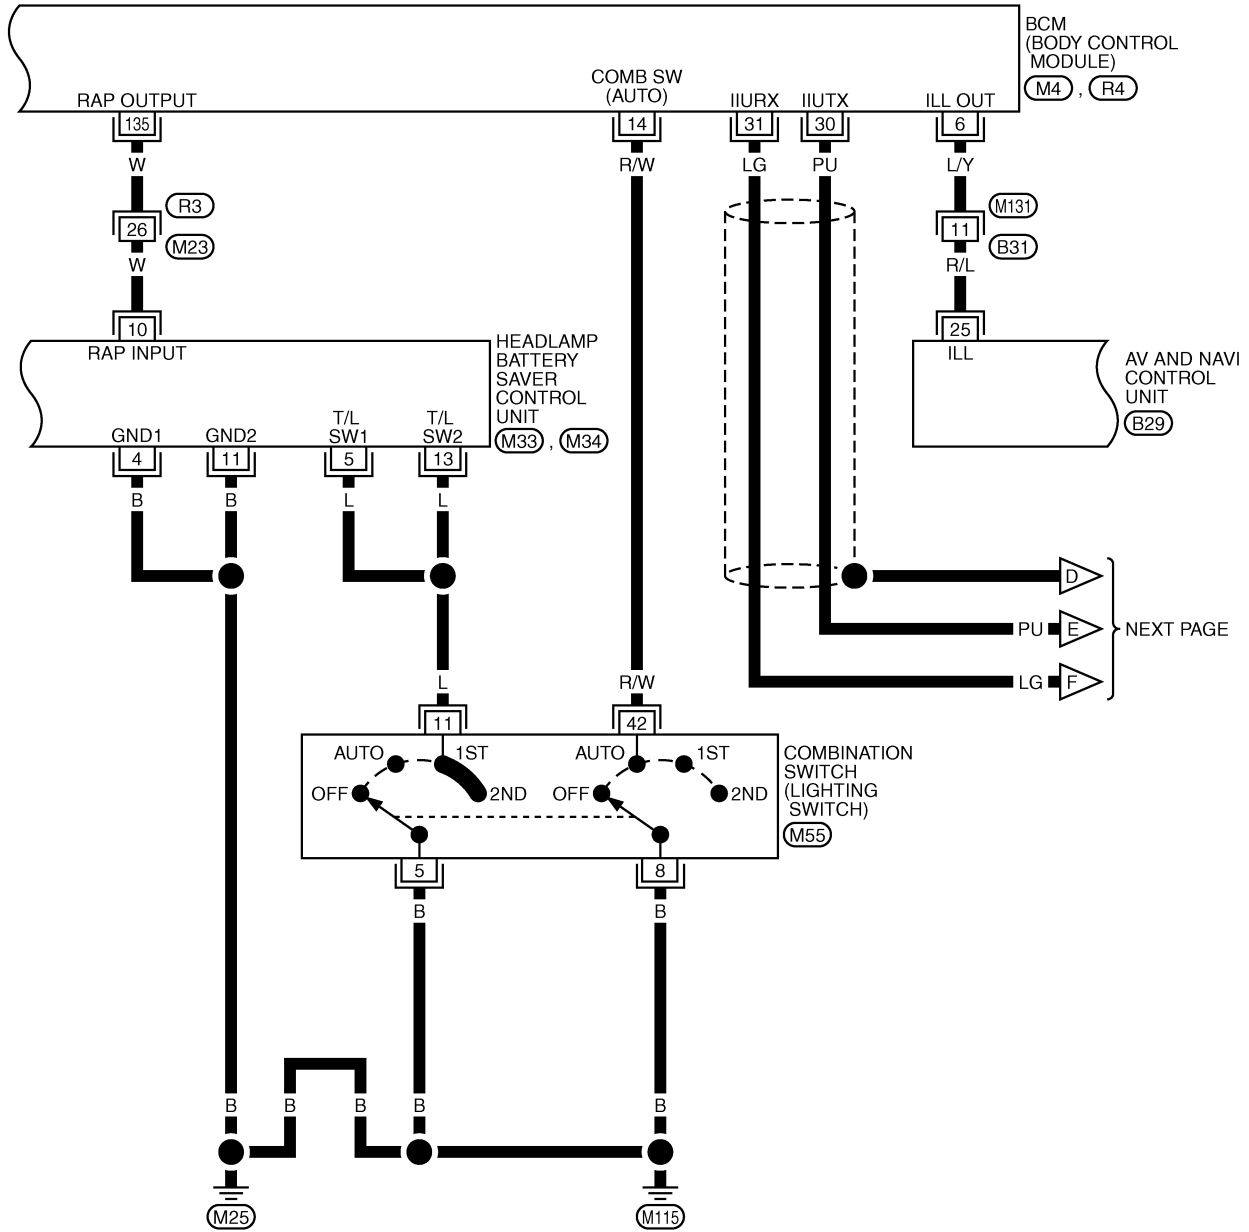 BCM
(BODY CONTROL
MODULE)
M4 , R4
RAP OUTPUT
COMB SW
(AUTO)
IIURX
IIUTX
ILL OUT
135
14
31
30
6
W
R/W
LG
PU
L/Y
R3
26
M23
M131
11
B31
W
R/L
10
RAP INPUT
25
ILL
HEADLAMP
BATTERY
SAVER
CONTROL
UNIT
M33 , M34
AV AND NAVI
CONTROL
UNIT
B29
GND1
GND2
T/L
SW1
T/L
SW2
4
11
5
13
B
B
L
L
D
PU
E
NEXT PAGE
LG
F
L
R/W
11
42
AUTO
1ST
OFF
2ND
AUTO
1ST
OFF
2ND
COMBINATION
SWITCH
(LIGHTING
SWITCH)
M55
5
8
B
B
B
B
B
B
B
M25
M115